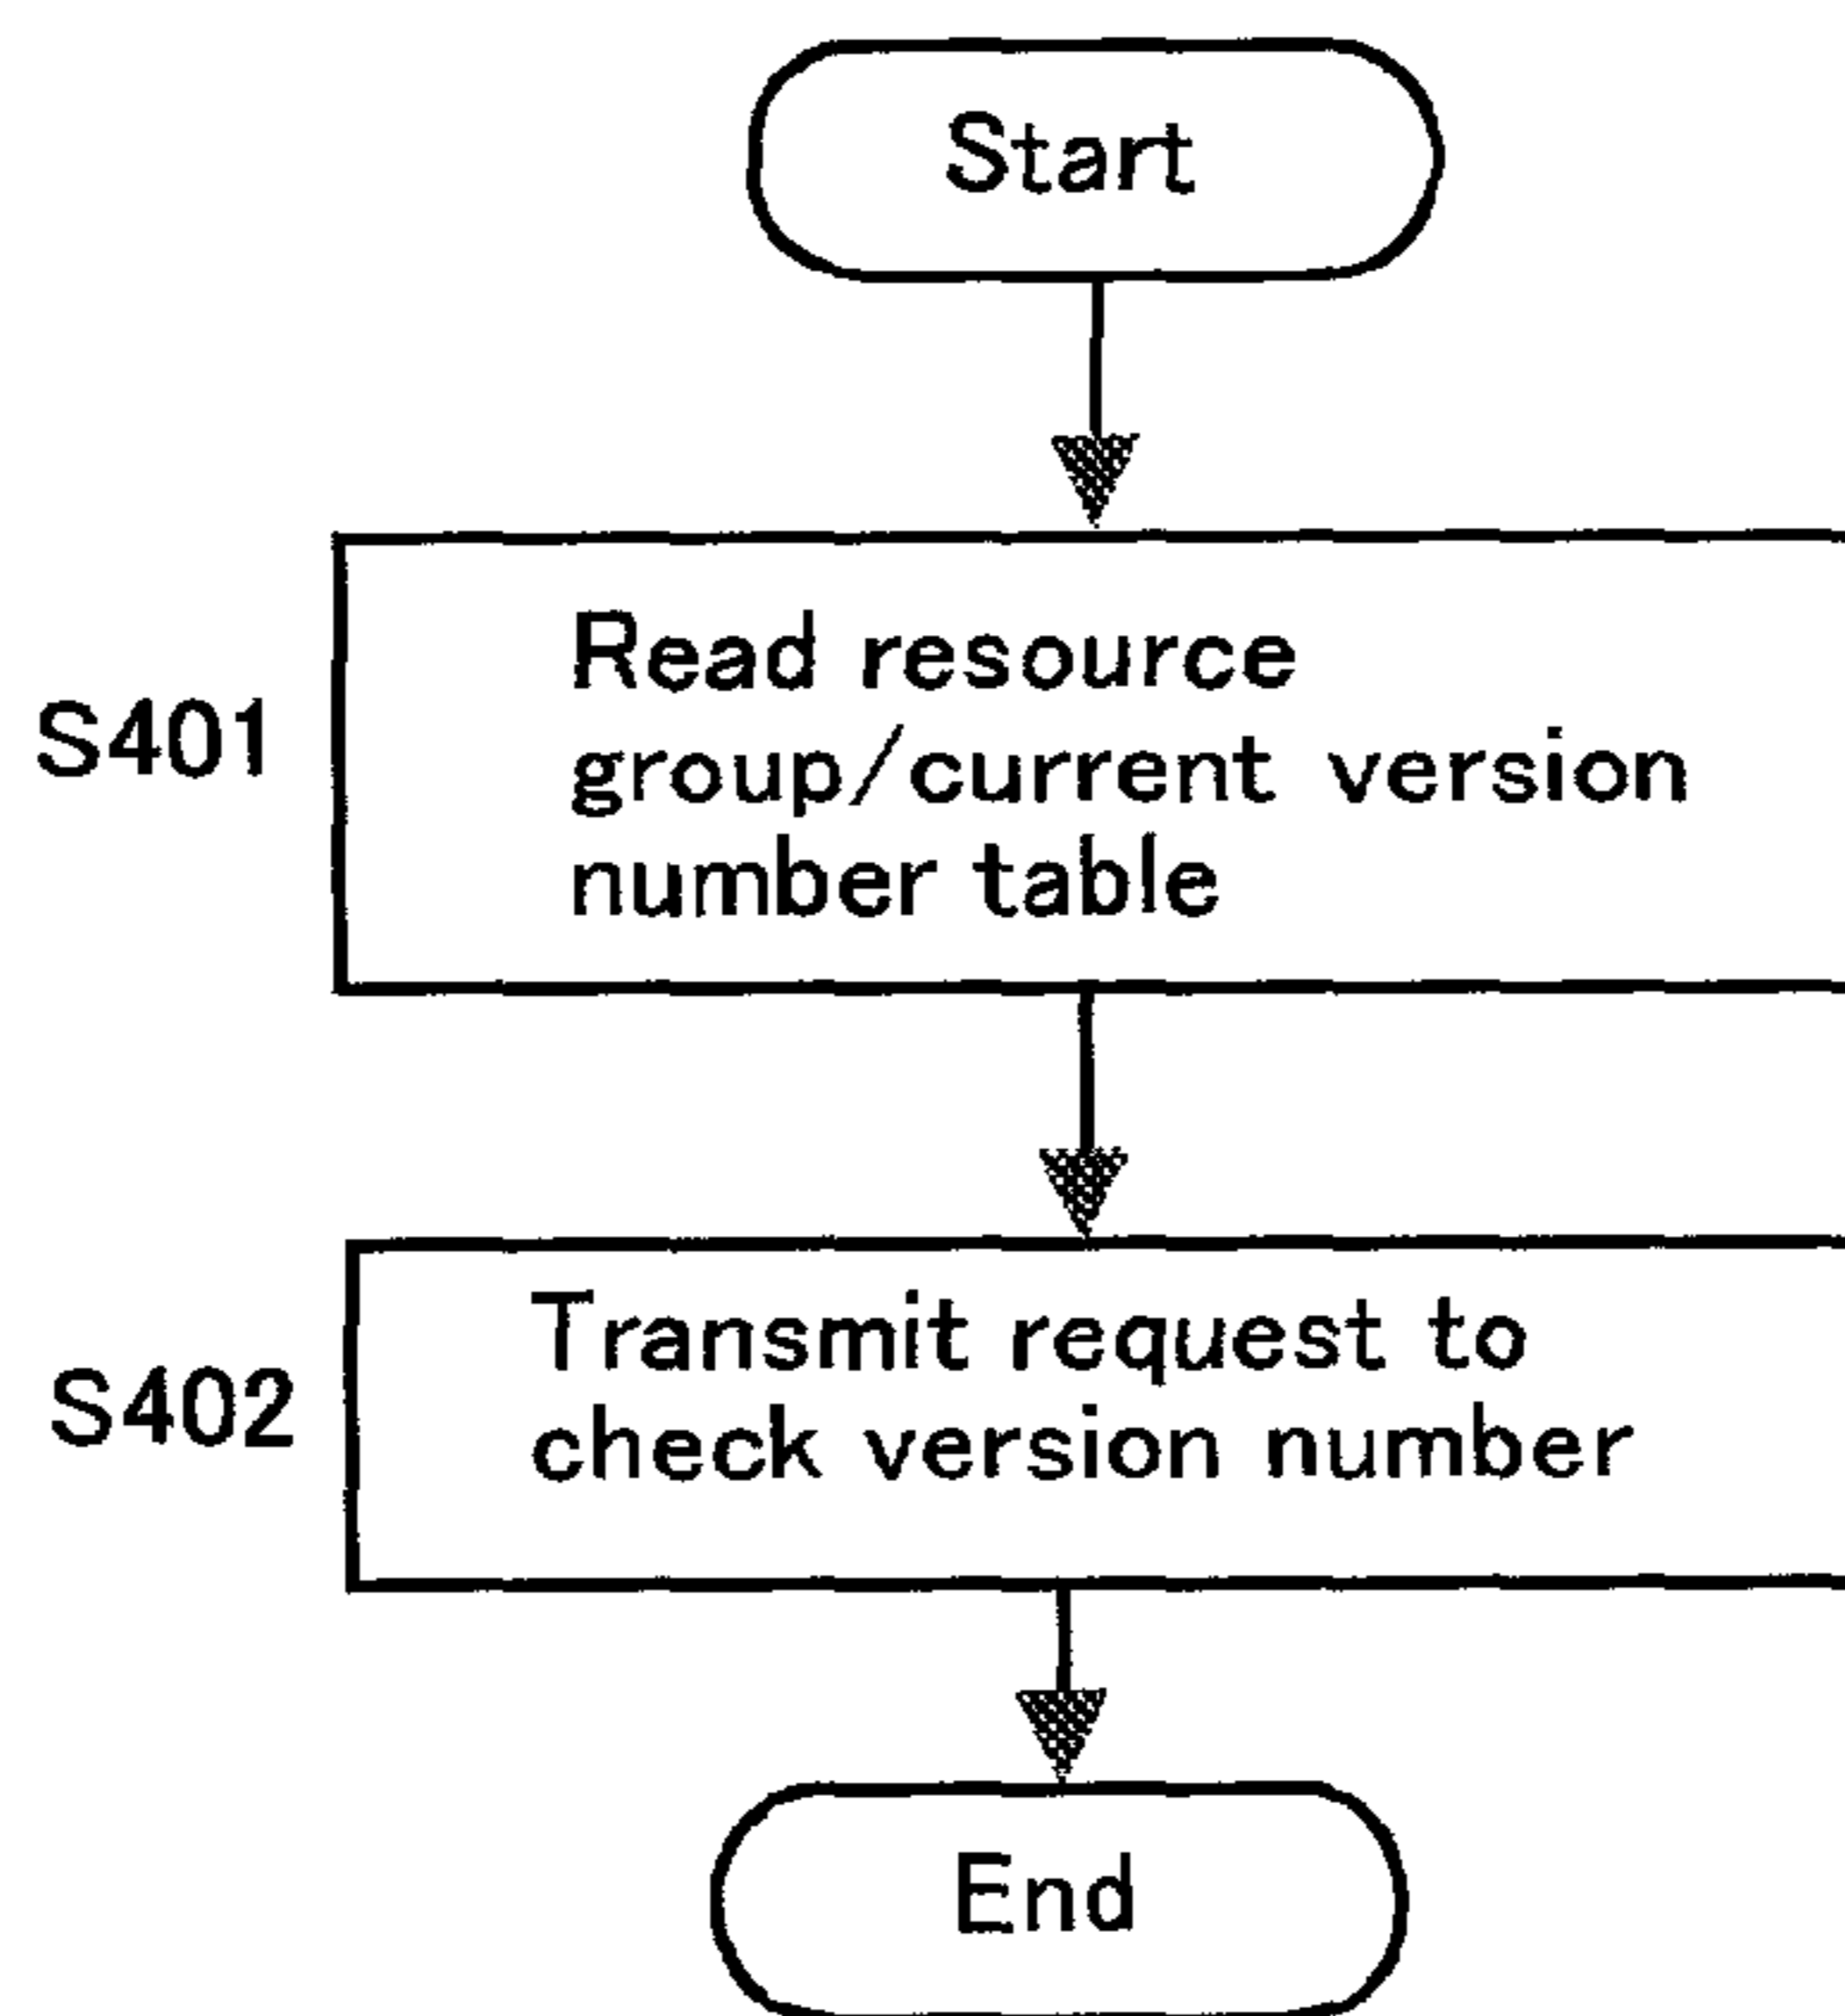 Start
S401
Read resource
group/current version
number table
S402
Transmit request to
check version number
End